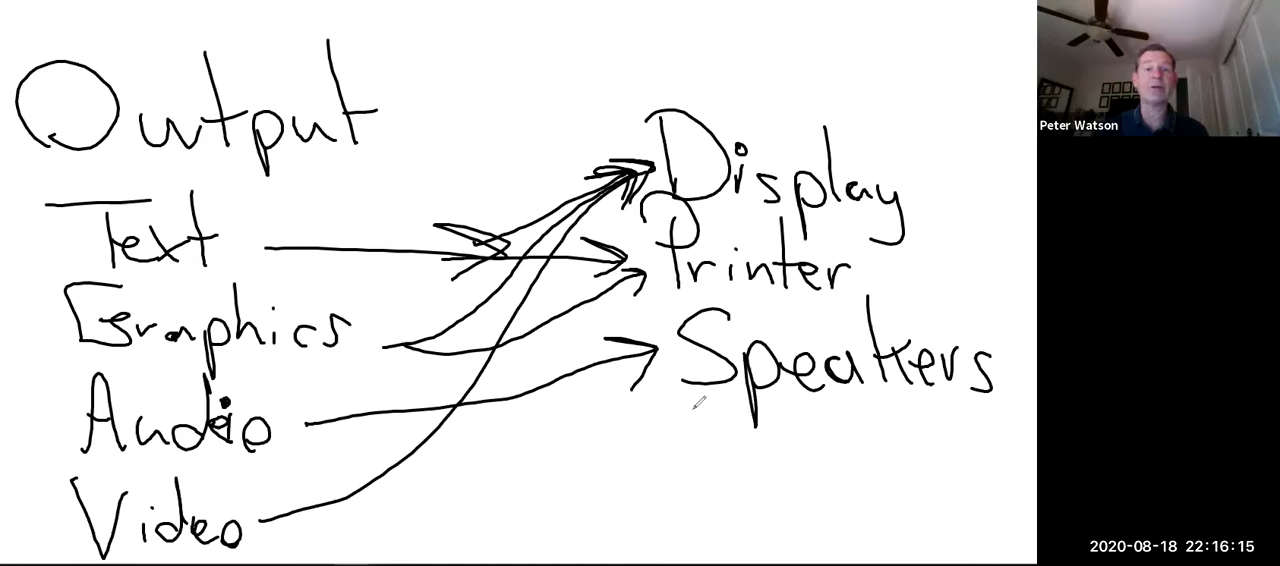 Output
Text
Graphics
Audio
Video
Display
Printer
Speakers
Peter Watson
2020-08-18 22:16:15